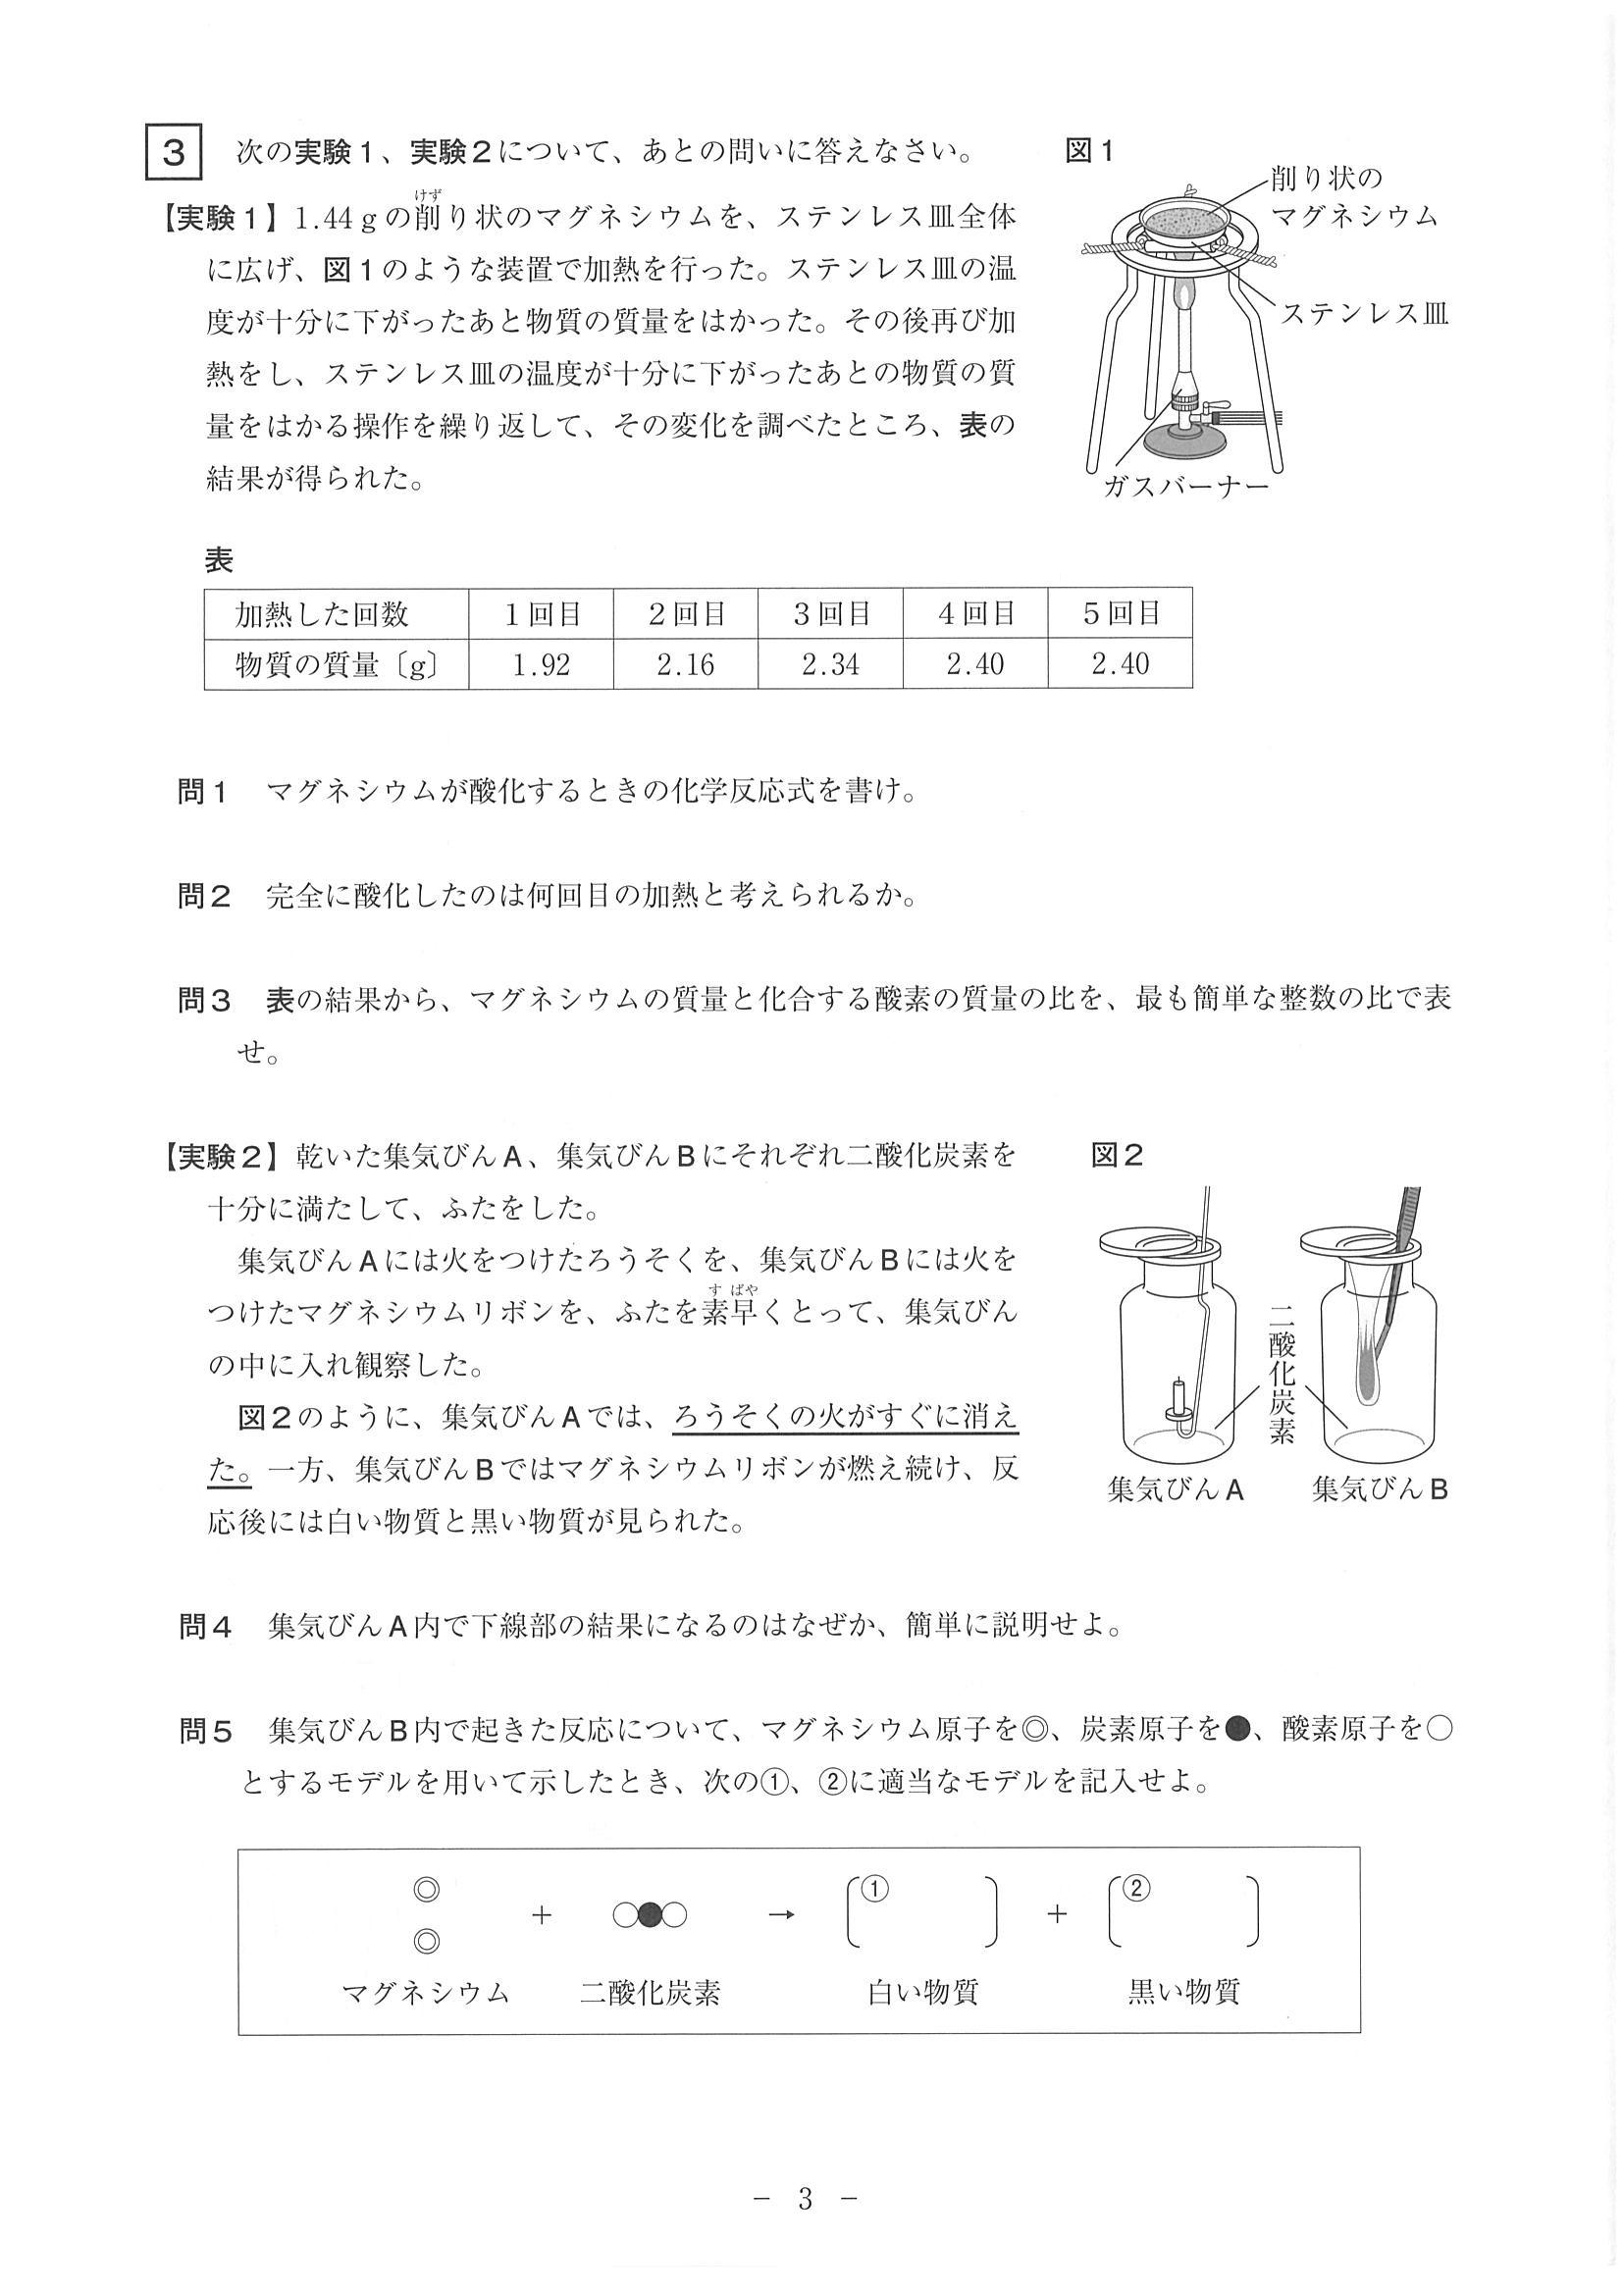 3 次の実験1、実験2について、あとの問いに答えなさい。
図1
削り状の
マグネシウム
ステンレス皿
ガスバーナー
けず
【実験1】1.44gの削り状のマグネシウムを、ステンレス皿全体
に広げ、図1のような装置で加熱を行った。ステンレス皿の温
度が十分に下がったあと物質の質量をはかった。その後再び加
熱をし、ステンレス皿の温度が十分に下がったあとの物質の質
量をはかる操作を繰り返して、その変化を調べたところ、表の
結果が得られた。
表
加熱した回数 1回目 2回目 3回目 4回目 5回目
物質の質量〔g〕 1.92 2.16 2.34 2.40 2.40
問1 マグネシウムが酸化するときの化学反応式を書け。
問2 完全に酸化したのは何回目の加熱と考えられるか。
問3 表の結果から、マグネシウムの質量と化合する酸素の質量の比を、最も簡単な整数の比で表
せ。
【実験2】乾いた集気びんA、集気びんBにそれぞれ二酸化炭素を
十分に満たして、ふたをした。
集気びんAには火をつけたろうそくを、集気びんBには火を
す ばや
つけたマグネシウムリボンを、ふたを素早くとって、集気びん
の中に入れ観察した。
図2のように、集気びんAでは、ろうそくの火がすぐに消え
た。一方、集気びんBではマグネシウムリボンが燃え続け、反
応後には白い物質と黒い物質が見られた。
図2
二酸化炭素
集気びんA 集気びんB
問4 集気びんA内で下線部の結果になるのはなぜか、簡単に説明せよ。
問5 集気びんB内で起きた反応について、マグネシウム原子を◎、炭素原子を●、酸素原子を○
とするモデルを用いて示したとき、次の①、②に適当なモデルを記入せよ。
◎
◎ + ○●○ → 〔① 〕 + 〔② 〕
マグネシウム 二酸化炭素 白い物質 黒い物質
− 3 −